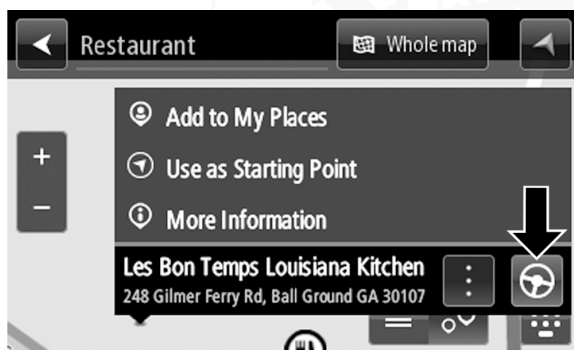 Restaurant
Whole map
Add to My Places
Use as Starting Point
More Information
Les Bon Temps Louisiana Kitchen
248 Gilmer Ferry Rd, Ball Ground GA 30107